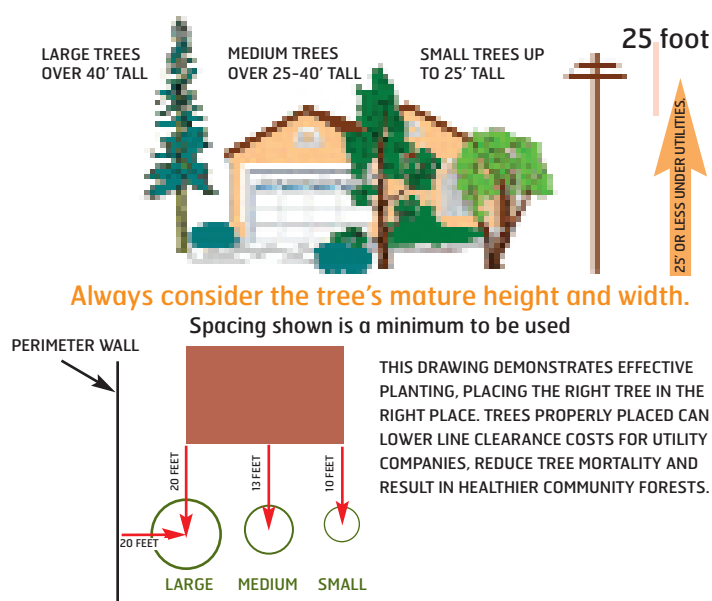 LARGE TREES
OVER 40' TALL
MEDIUM TREES
OVER 25-40' TALL
SMALL TREES UP
TO 25' TALL
25 foot
25' OR LESS UNDER UTILITIES.
Always consider the tree's mature height and width.
Spacing shown is a minimum to be used
PERIMETER WALL
THIS DRAWING DEMONSTRATES EFFECTIVE
PLANTING, PLACING THE RIGHT TREE IN THE
RIGHT PLACE. TREES PROPERLY PLACED CAN
LOWER LINE CLEARANCE COSTS FOR UTILITY
COMPANIES, REDUCE TREE MORTALITY AND
RESULT IN HEALTHIER COMMUNITY FORESTS.
20 FEET
13 FEET
10 FEET
20 FEET
LARGE
MEDIUM
SMALL